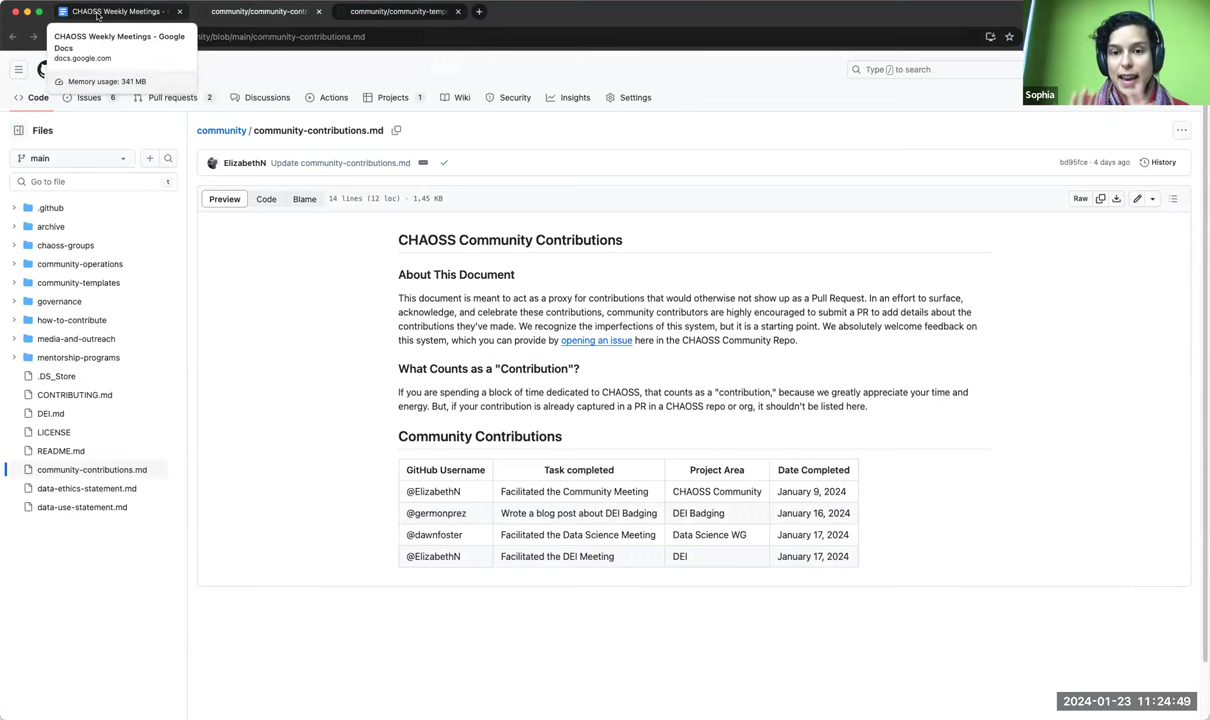 CHAOSS Weekly Meetings -
community/community-contri
community/community-temp
CHAOSS Weekly Meetings - Google
Docs
docs.google.com
Memory usage: 341 MB
ity/blob/main/community-contributions.md
Type / to search
Code
Issues 6
Pull requests 2
Discussions
Actions
Projects 1
Wiki
Security
Insights
Settings
Sophia
Files
main
Go to file t
.github
archive
chaoss-groups
community-operations
community-templates
governance
how-to-contribute
media-and-outreach
mentorship-programs
.DS_Store
CONTRIBUTING.md
DEI.md
LICENSE
README.md
community-contributions.md
data-ethics-statement.md
data-use-statement.md
community / community-contributions.md
ElizabethN Update community-contributions.md
bd95fce · 4 days ago History
Preview Code Blame 14 lines (12 loc) · 1.45 KB
Raw
CHAOSS Community Contributions
About This Document
This document is meant to act as a proxy for contributions that would otherwise not show up as a Pull Request. In an effort to surface,
acknowledge, and celebrate these contributions, community contributors are highly encouraged to submit a PR to add details about the
contributions they've made. We recognize the imperfections of this system, but it is a starting point. We absolutely welcome feedback on
this system, which you can provide by opening an issue here in the CHAOSS Community Repo.
What Counts as a "Contribution"?
If you are spending a block of time dedicated to CHAOSS, that counts as a "contribution," because we greatly appreciate your time and
energy. But, if your contribution is already captured in a PR in a CHAOSS repo or org, it shouldn't be listed here.
Community Contributions
GitHub Username Task completed Project Area Date Completed
@ElizabethN Facilitated the Community Meeting CHAOSS Community January 9, 2024
@germonprez Wrote a blog post about DEI Badging DEI Badging January 16, 2024
@dawnfoster Facilitated the Data Science Meeting Data Science WG January 17, 2024
@ElizabethN Facilitated the DEI Meeting DEI January 17, 2024
2024-01-23 11:24:49